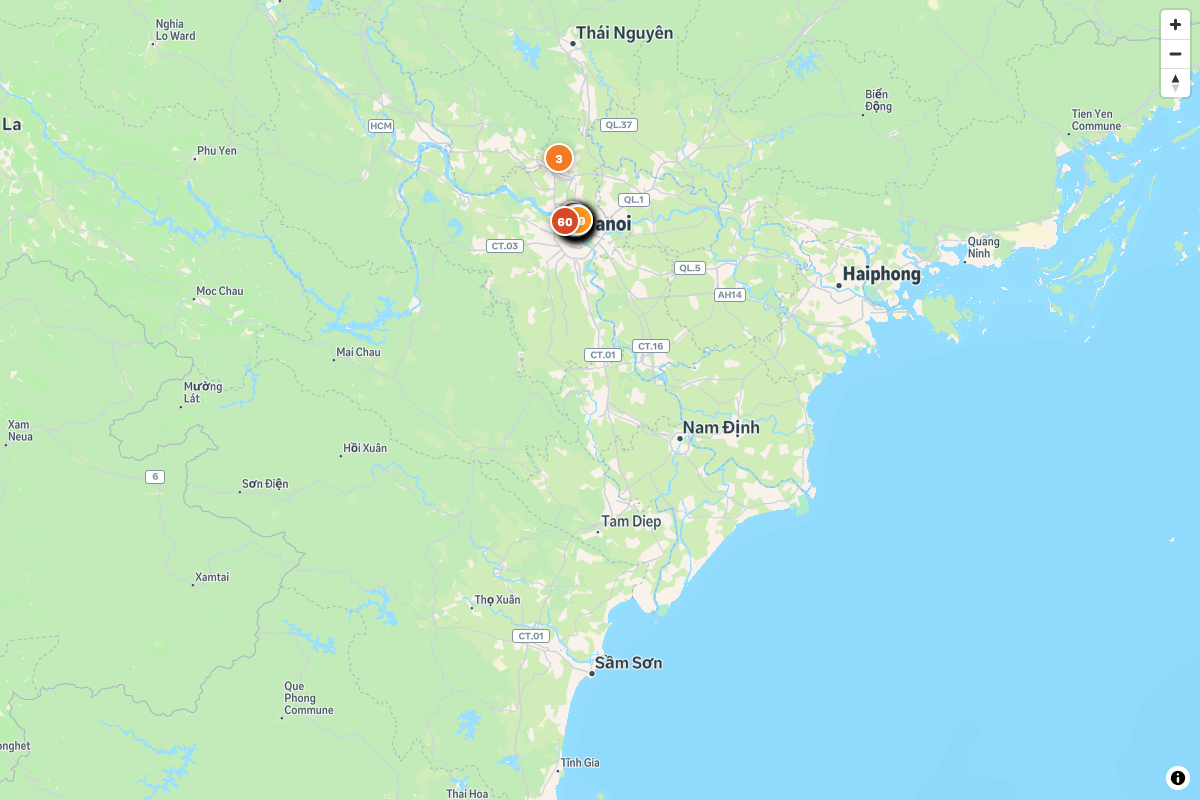 Nghia
Lo Ward
Thái Nguyên
Biển
Động
Tien Yen
Commune
La
HCM
QL.37
Phu Yen
3
QL.1
60
9
anoi
CT.03
Quang
Ninh
QL.5
Haiphong
Moc Chau
AH14
Mai Chau
CT.01
CT.16
Mường
Lát
Xam
Neua
Nam Định
Hồi Xuân
6
Sơn Điện
Tam Diep
Xamtai
Thọ Xuân
CT.01
Sầm Sơn
Que
Phong
Commune
onghet
Tĩnh Gia
Thai Hoa